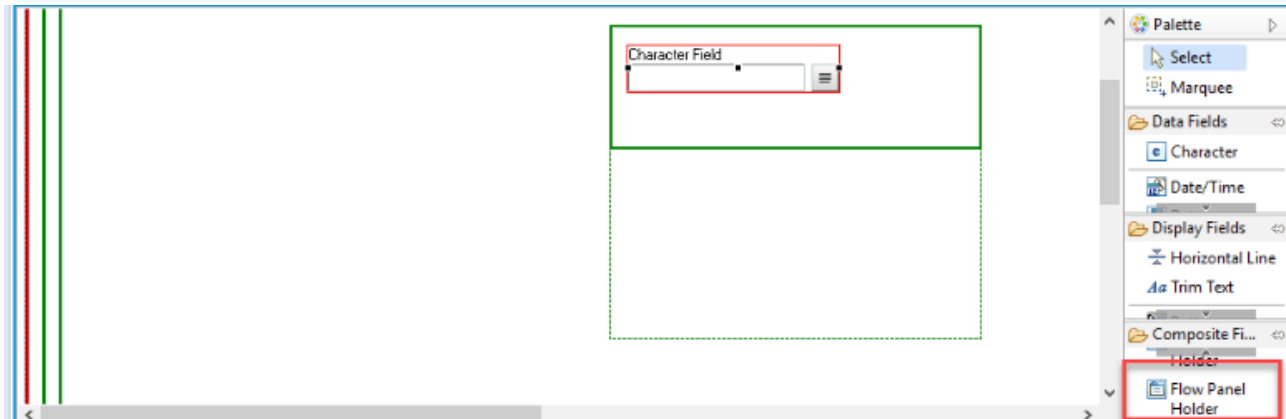 Palette
Character Field
Select
Marquee
Data Fields
Character
Date/Time
Display Fields
Horizontal Line
Aa Trim Text
Composite Fi...
Holder
Flow Panel
Holder